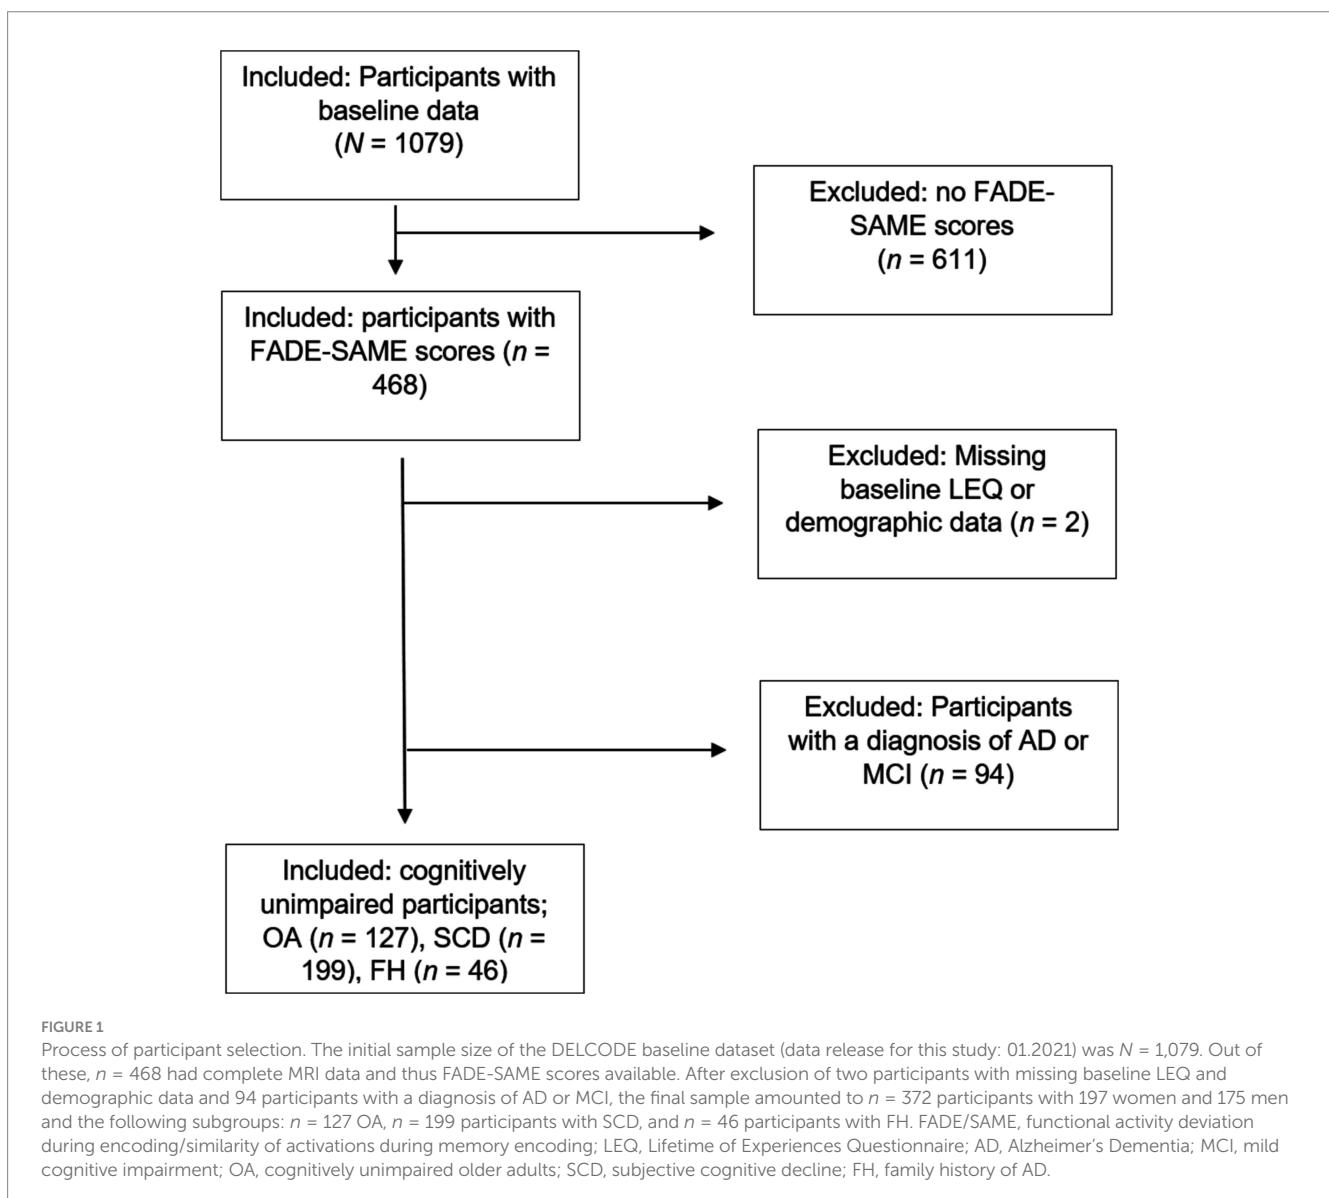 Included: Participants with
baseline data
(N = 1079)
Excluded: no FADE-
SAME scores
(n = 611)
Included: participants with
FADE-SAME scores (n =
468)
Excluded: Missing
baseline LEQ or
demographic data (n = 2)
Excluded: Participants
with a diagnosis of AD or
MCI (n = 94)
Included: cognitively
unimpaired participants;
OA (n = 127), SCD (n =
199), FH (n = 46)
FIGURE 1
Process of participant selection. The initial sample size of the DELCODE baseline dataset (data release for this study: 01.2021) was N = 1,079. Out of
these, n = 468 had complete MRI data and thus FADE-SAME scores available. After exclusion of two participants with missing baseline LEQ and
demographic data and 94 participants with a diagnosis of AD or MCI, the final sample amounted to n = 372 participants with 197 women and 175 men
and the following subgroups: n = 127 OA, n = 199 participants with SCD, and n = 46 participants with FH. FADE/SAME, functional activity deviation
during encoding/similarity of activations during memory encoding; LEQ, Lifetime of Experiences Questionnaire; AD, Alzheimer's Dementia; MCI, mild
cognitive impairment; OA, cognitively unimpaired older adults; SCD, subjective cognitive decline; FH, family history of AD.